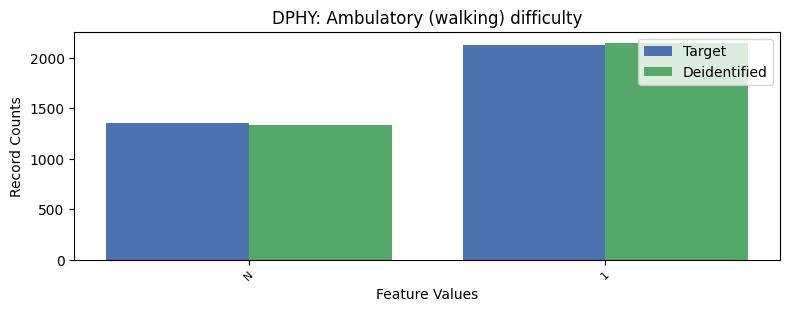 DPHY: Ambulatory (walking) difficulty
Target
Deidentified
2000
1500
1000
500
0
Record Counts
N
1
Feature Values